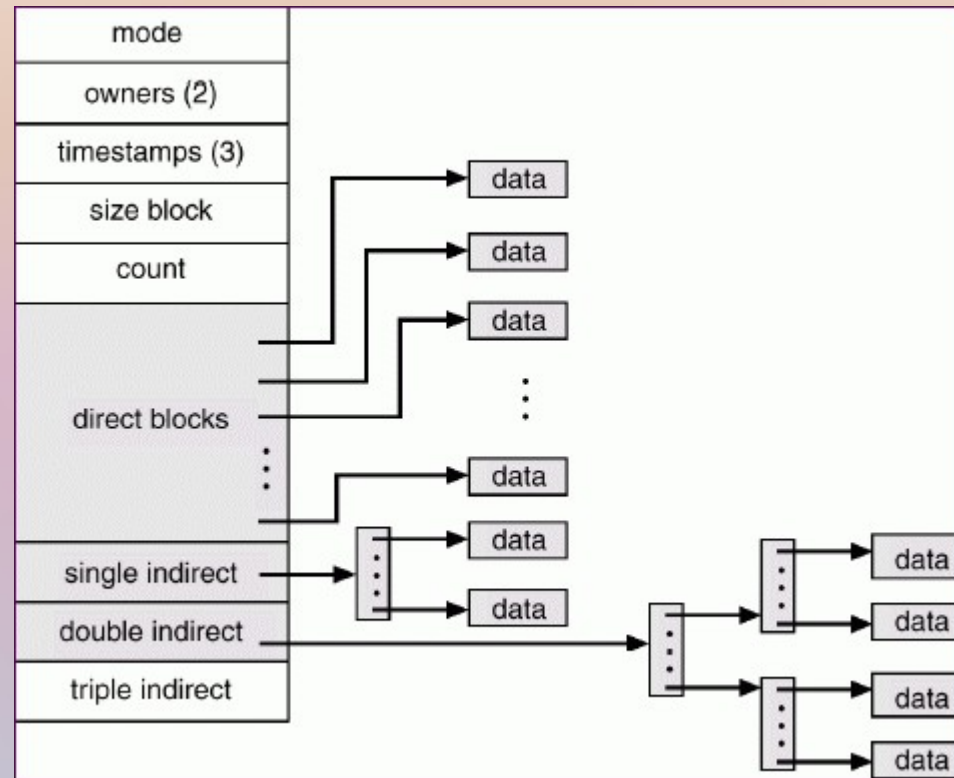 mode
owners (2)
timestamps (3)
size block
count
direct blocks
single indirect
double indirect
triple indirect
data
data
data
data
data
data
data
data
data
data